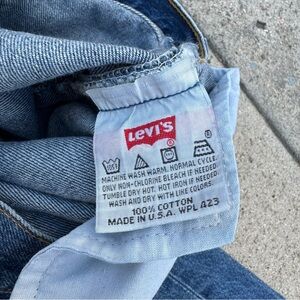 LEVI'S
MACHINE WASH WARM. NORMAL CYCLE.
ONLY NON-CHLORINE BLEACH IF NEEDED.
TUMBLE DRY HOT. HOT IRON IF NEEDED.
WASH AND DRY WITH LIKE COLORS.
100% COTTON
MADE IN U.S.A. WPL 423